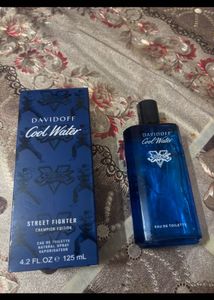 DAVIDOFF
Cool Water
STREET FIGHTER
CHAMPION EDITION
EAU DE TOILETTE
NATURAL SPRAY
VAPORISATEUR
4.2 FL.OZ ℮ 125 mL
DAVIDOFF
Cool Water
EAU DE TOILETTE